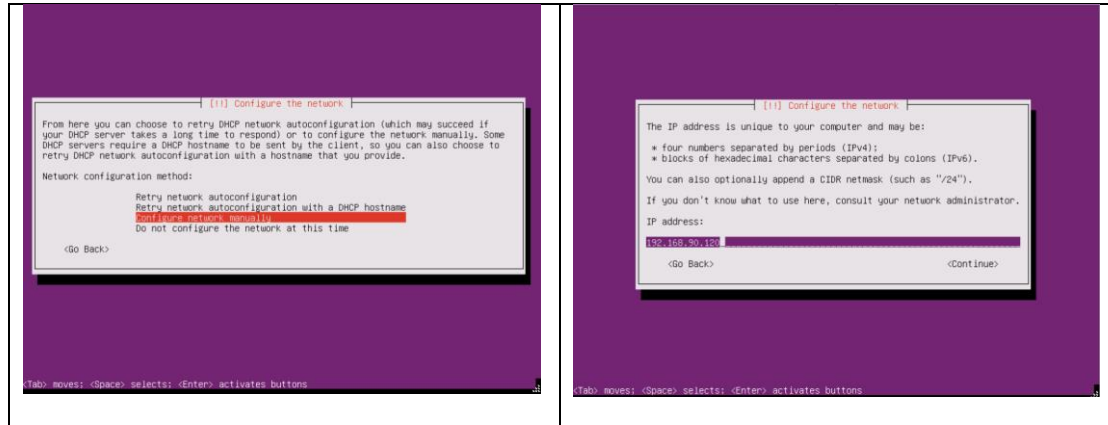 [!!] Configure the network
From here you can choose to retry DHCP network autoconfiguration (which may succeed if
your DHCP server takes a long time to respond) or to configure the network manually. Some
DHCP servers require a DHCP hostname to be sent by the client, so you can also choose to
retry DHCP network autoconfiguration with a hostname that you provide.
Network configuration method:
Retry network autoconfiguration
Retry network autoconfiguration with a DHCP hostname
Configure network manually
Do not configure the network at this time
<Go Back>
<Tab> moves; <Space> selects; <Enter> activates buttons
[!!] Configure the network
The IP address is unique to your computer and may be:
* four numbers separated by periods (IPv4);
* blocks of hexadecimal characters separated by colons (IPv6).
You can also optionally append a CIDR netmask (such as "/24").
If you don't know what to use here, consult your network administrator.
IP address:
192.168.90.120
<Go Back> <Continue>
<Tab> moves; <Space> selects; <Enter> activates buttons